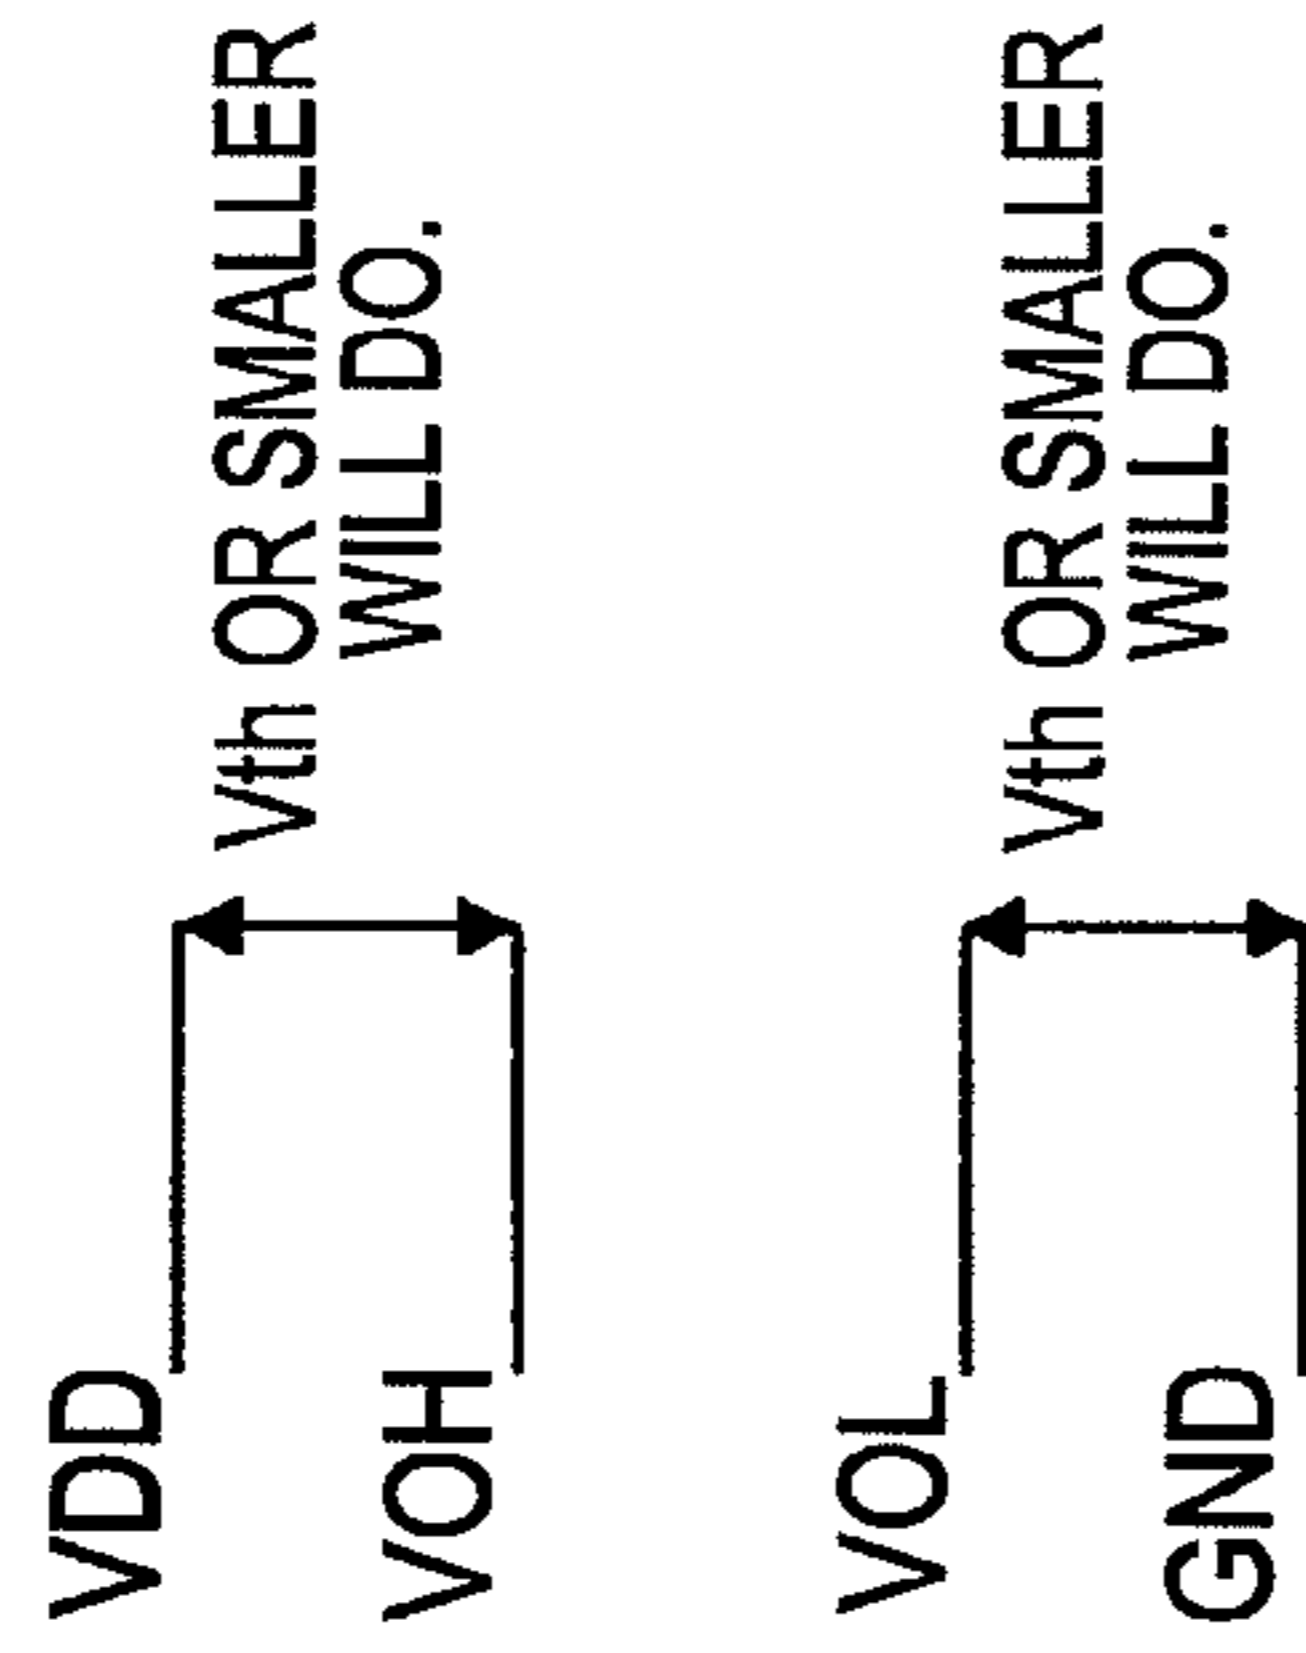 VDD
Vth OR SMALLER
WILL DO.
VOH
VOL
Vth OR SMALLER
WILL DO.
GND